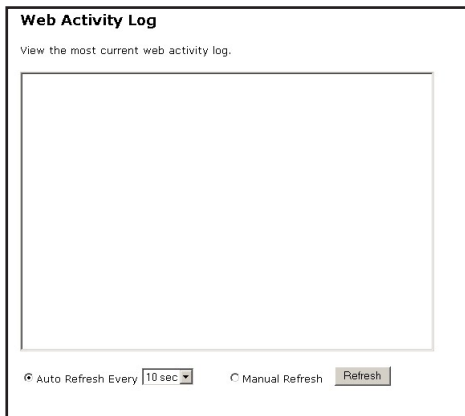 Web Activity Log
View the most current web activity log.
Auto Refresh Every 10 sec Manual Refresh Refresh